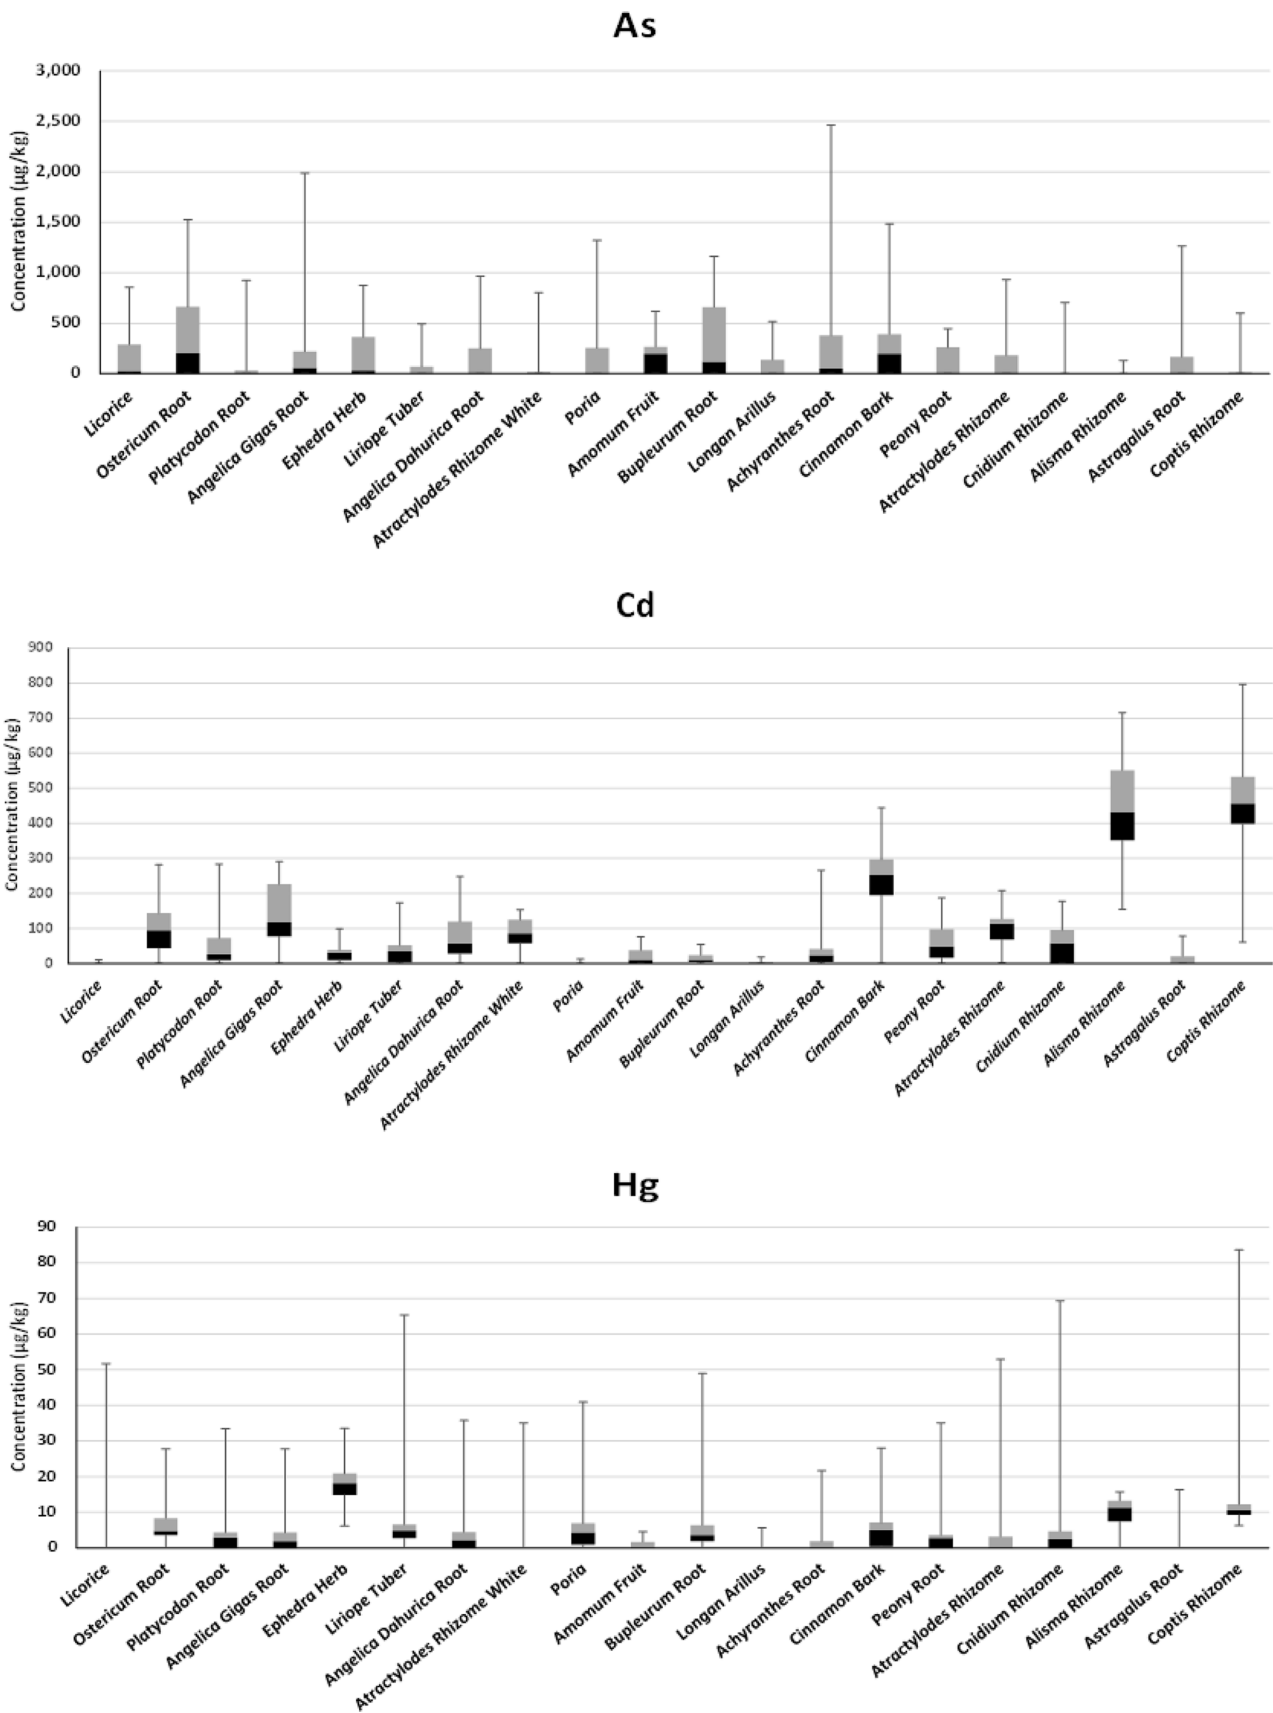 As
3,000
2,500
2,000
1,500
1,000
500
0
Concentration (µg/kg)
Licorice
Ostericum Root
Platycodon Root
Angelica Gigas Root
Ephedra Herb
Liriope Tuber
Angelica Dahurica Root
Atractylodes Rhizome White
Poria
Amomum Fruit
Bupleurum Root
Longan Arillus
Achyranthes Root
Cinnamon Bark
Peony Root
Atractylodes Rhizome
Cnidium Rhizome
Alisma Rhizome
Astragalus Root
Coptis Rhizome
Cd
900
800
700
600
500
400
300
200
100
0
Concentration (µg/kg)
Licorice
Ostericum Root
Platycodon Root
Angelica Gigas Root
Ephedra Herb
Liriope Tuber
Angelica Dahurica Root
Atractylodes Rhizome White
Poria
Amomum Fruit
Bupleurum Root
Longan Arillus
Achyranthes Root
Cinnamon Bark
Peony Root
Atractylodes Rhizome
Cnidium Rhizome
Alisma Rhizome
Astragalus Root
Coptis Rhizome
Hg
90
80
70
60
50
40
30
20
10
0
Concentration (µg/kg)
Licorice
Ostericum Root
Platycodon Root
Angelica Gigas Root
Ephedra Herb
Liriope Tuber
Angelica Dahurica Root
Atractylodes Rhizome White
Poria
Amomum Fruit
Bupleurum Root
Longan Arillus
Achyranthes Root
Cinnamon Bark
Peony Root
Atractylodes Rhizome
Cnidium Rhizome
Alisma Rhizome
Astragalus Root
Coptis Rhizome